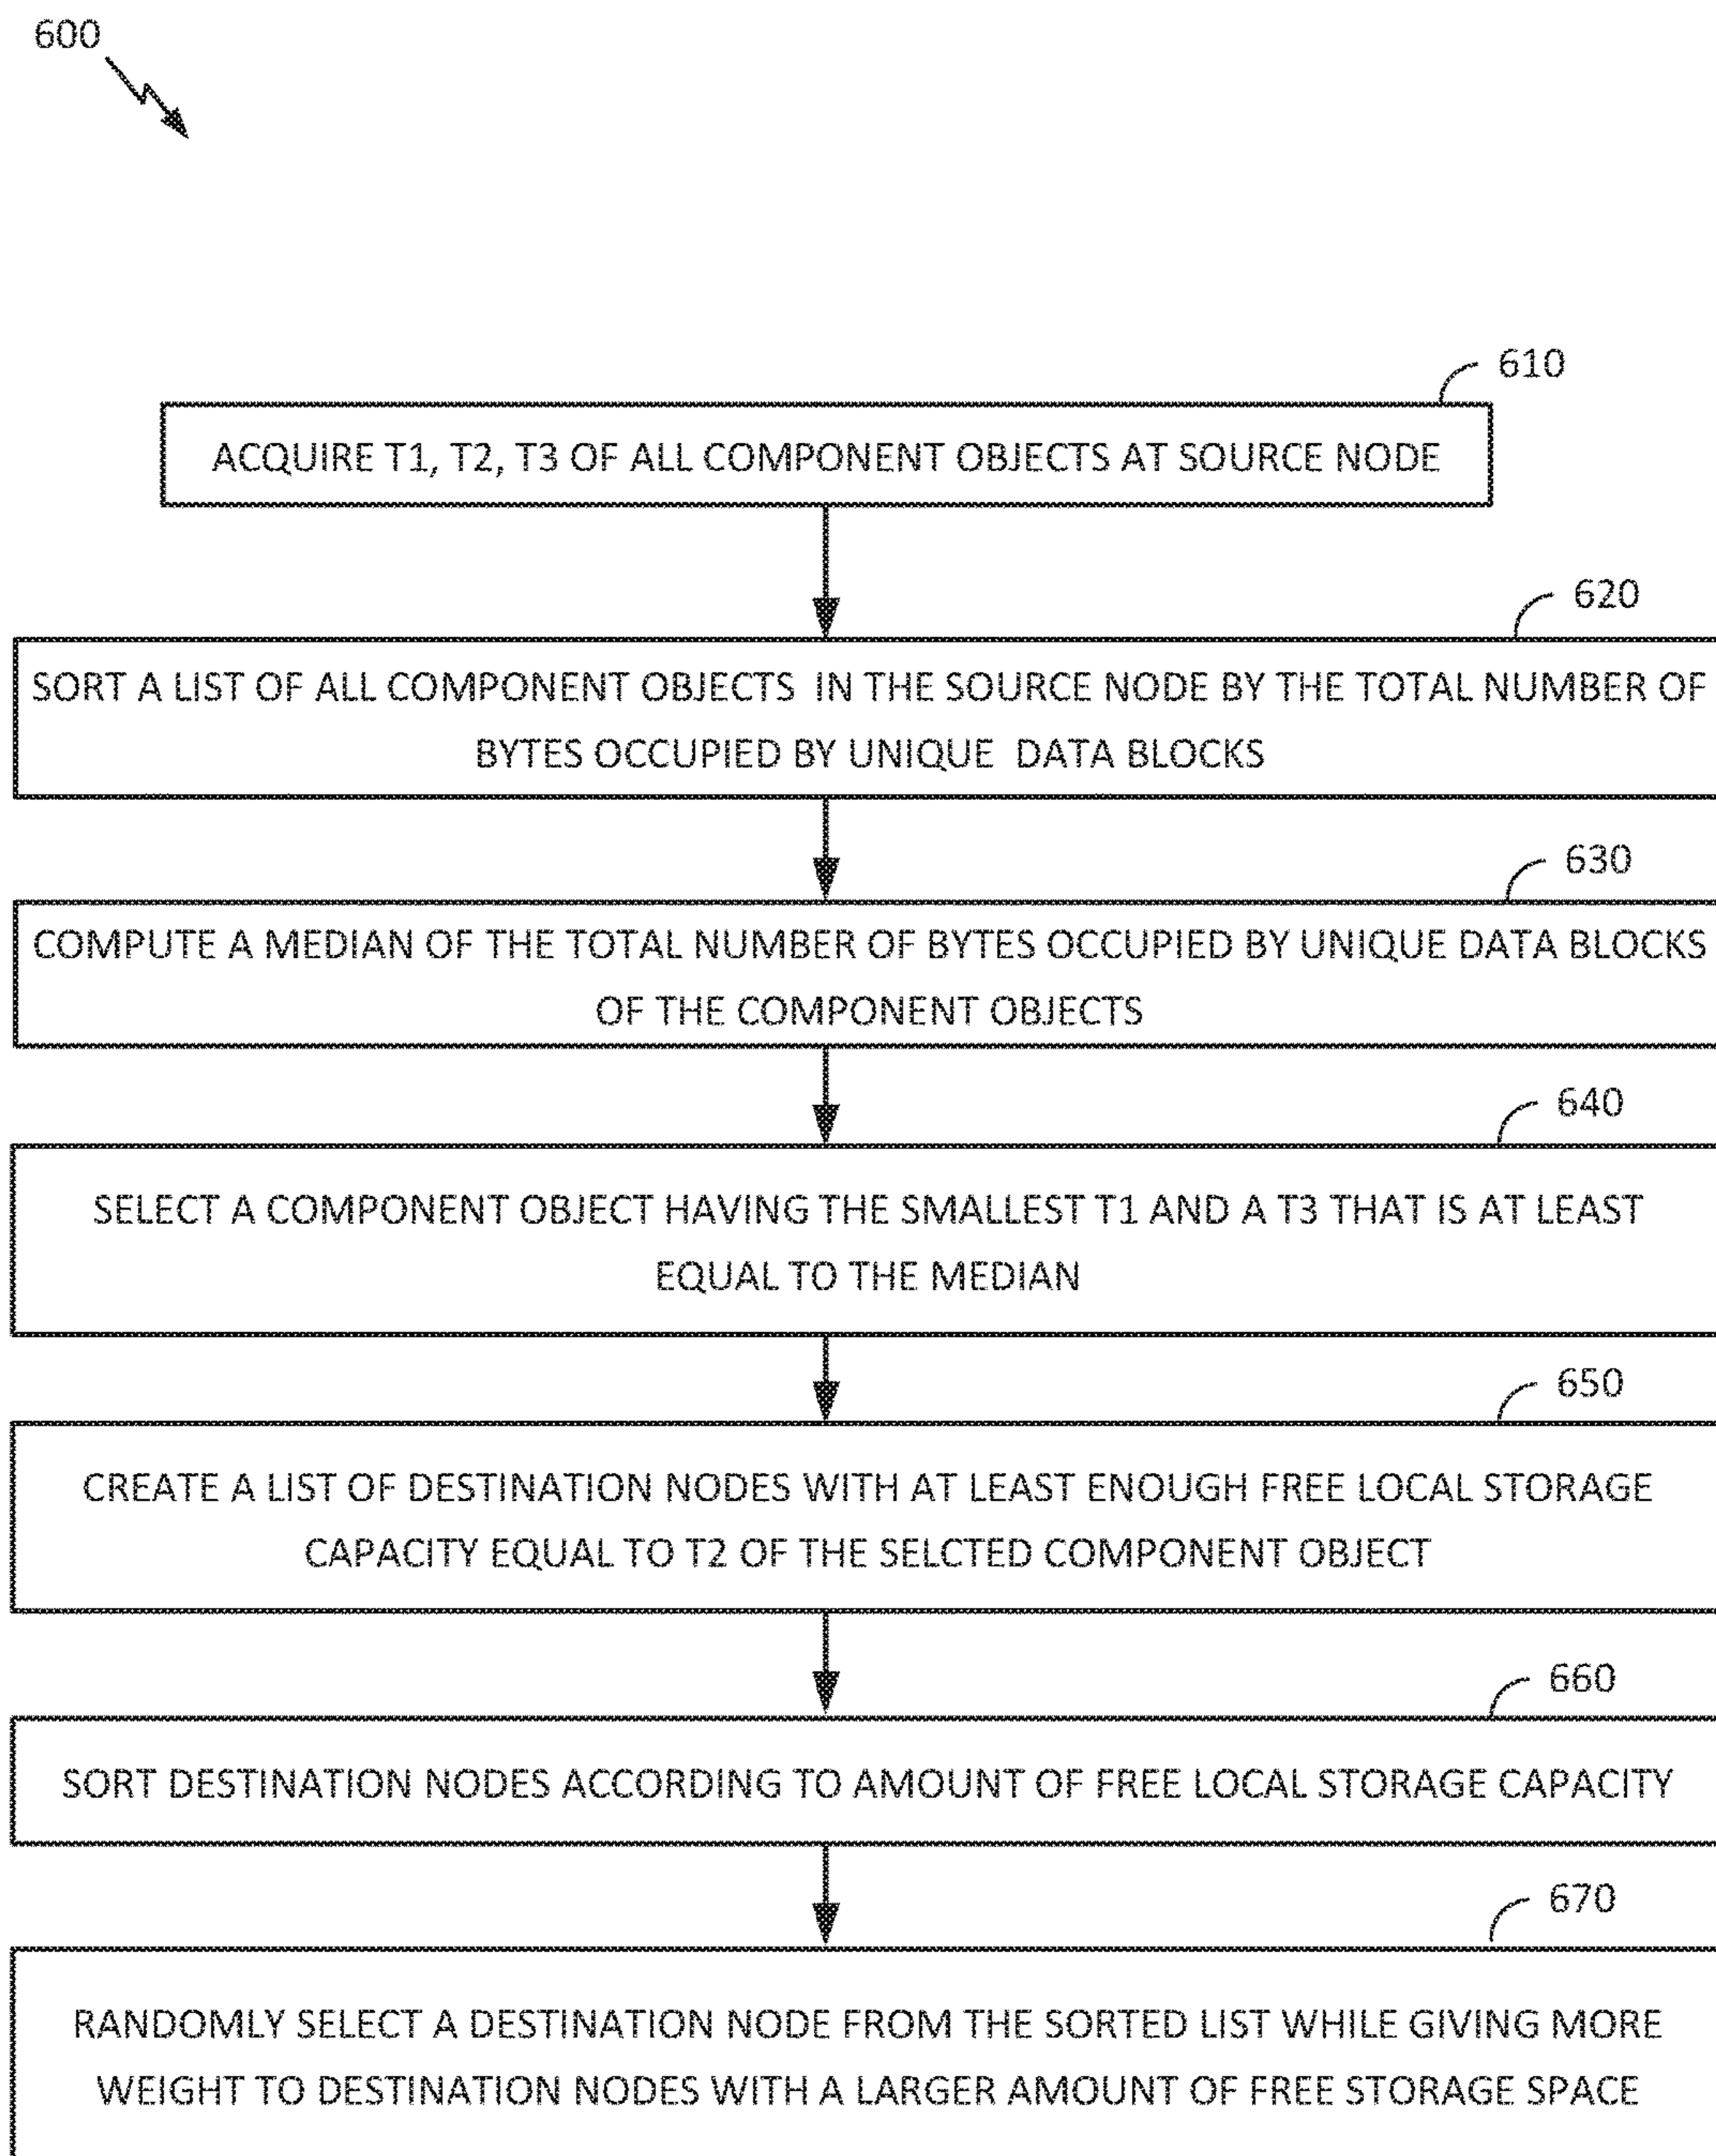 600
610
ACQUIRE T1, T2, T3 OF ALL COMPONENT OBJECTS AT SOURCE NODE
620
SORT A LIST OF ALL COMPONENT OBJECTS IN THE SOURCE NODE BY THE TOTAL NUMBER OF
BYTES OCCUPIED BY UNIQUE DATA BLOCKS
630
COMPUTE A MEDIAN OF THE TOTAL NUMBER OF BYTES OCCUPIED BY UNIQUE DATA BLOCKS
OF THE COMPONENT OBJECTS
640
SELECT A COMPONENT OBJECT HAVING THE SMALLEST T1 AND A T3 THAT IS AT LEAST
EQUAL TO THE MEDIAN
650
CREATE A LIST OF DESTINATION NODES WITH AT LEAST ENOUGH FREE LOCAL STORAGE
CAPACITY EQUAL TO T2 OF THE SELCTED COMPONENT OBJECT
660
SORT DESTINATION NODES ACCORDING TO AMOUNT OF FREE LOCAL STORAGE CAPACITY
670
RANDOMLY SELECT A DESTINATION NODE FROM THE SORTED LIST WHILE GIVING MORE
WEIGHT TO DESTINATION NODES WITH A LARGER AMOUNT OF FREE STORAGE SPACE